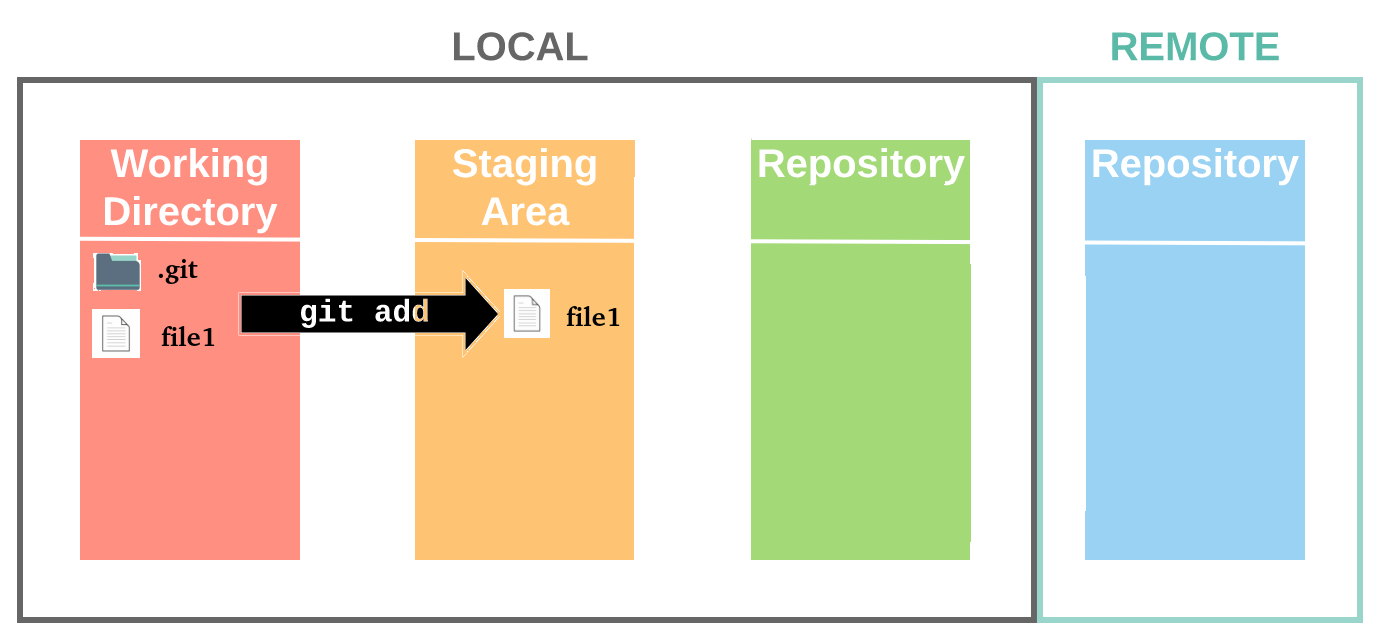 LOCAL
REMOTE
Working
Directory
Staging
Area
Repository
Repository
.git
file1
git add
file1